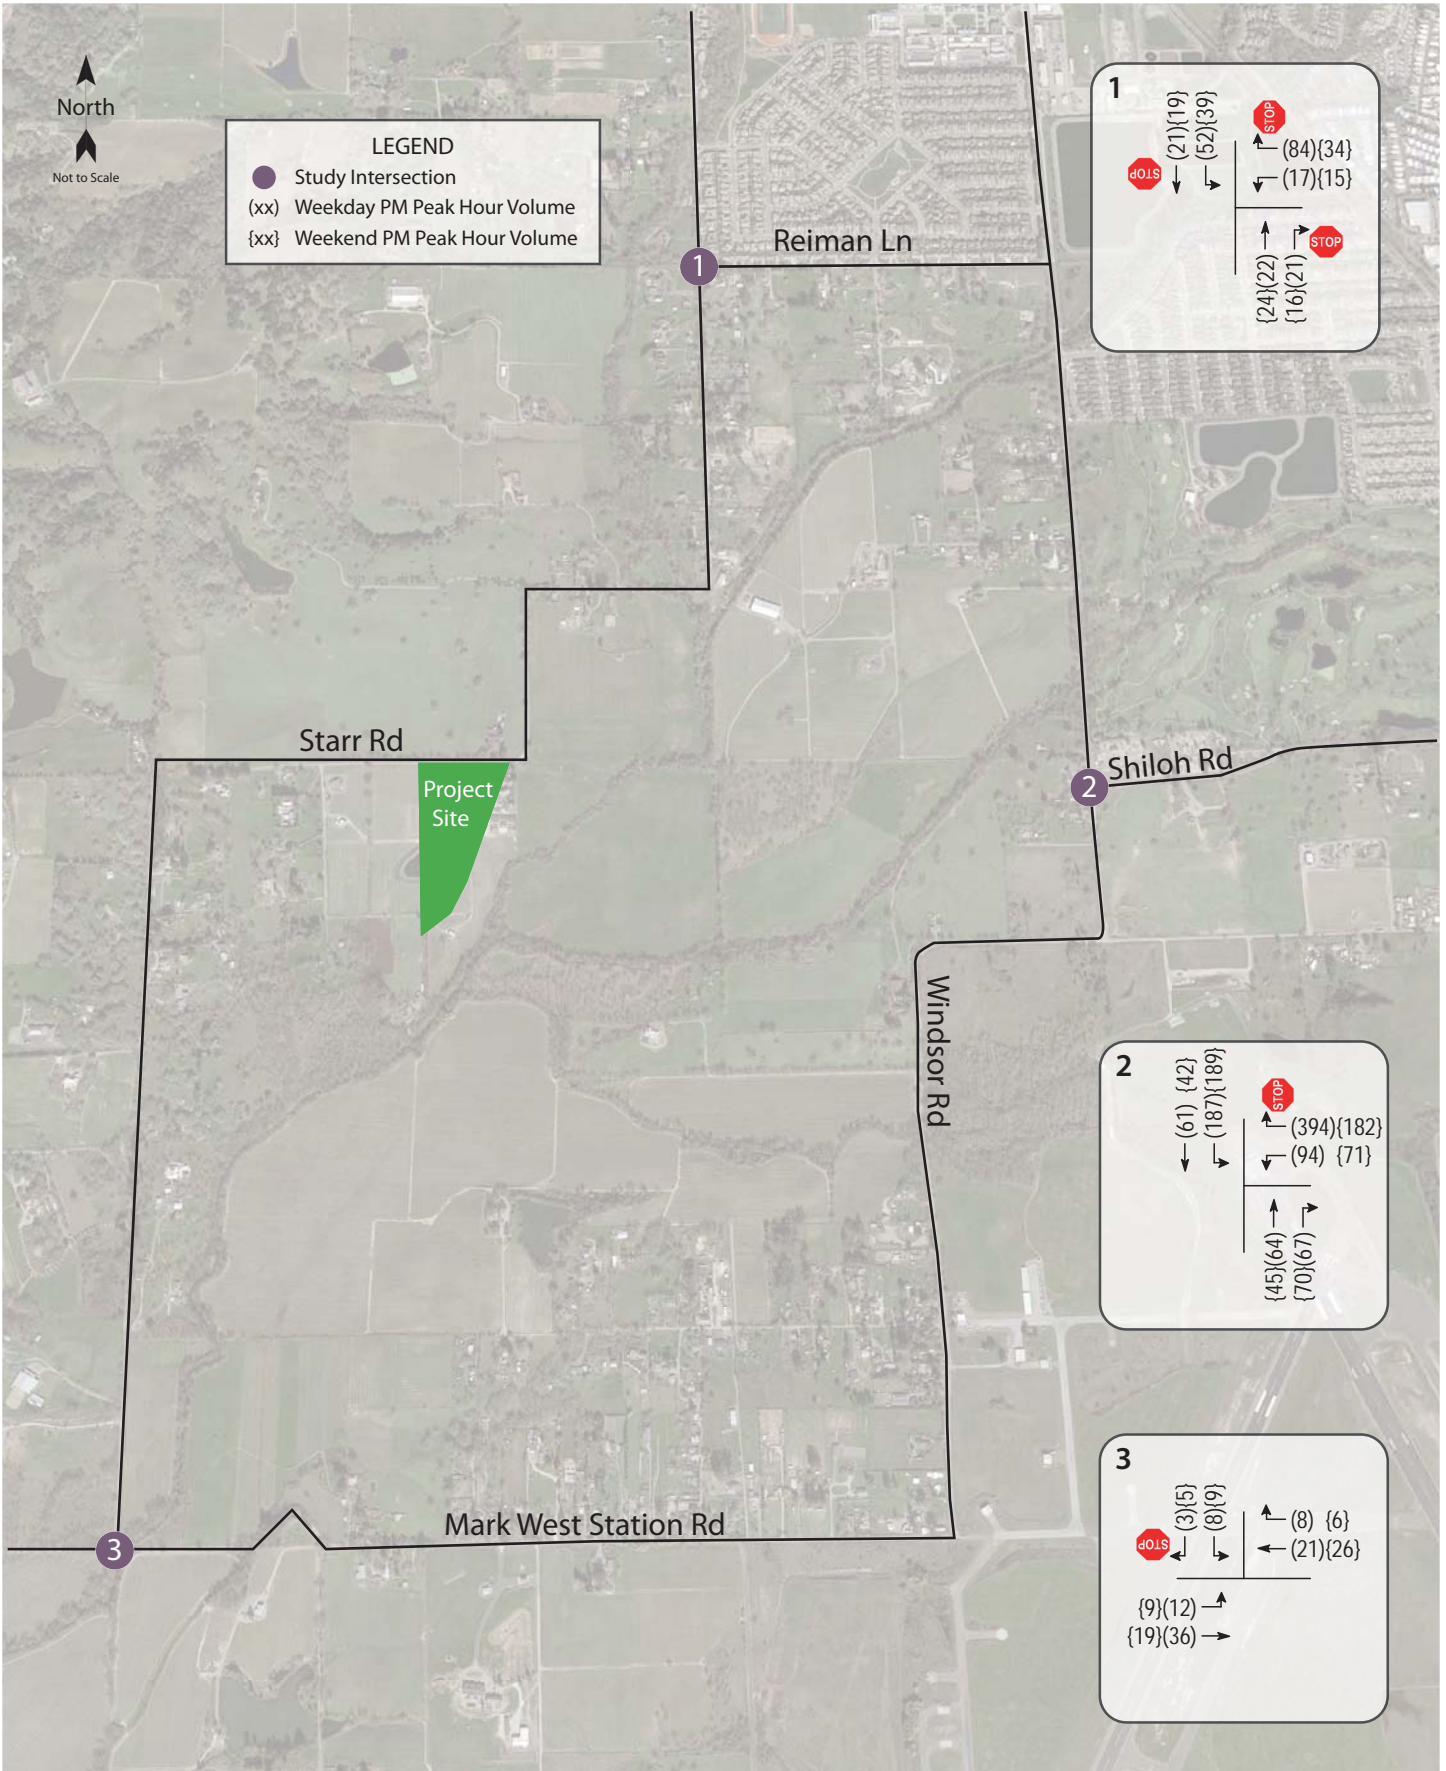 North
Not to Scale
LEGEND
Study Intersection
(xx) Weekday PM Peak Hour Volume
{xx} Weekend PM Peak Hour Volume
1
Reiman Ln
Starr Rd
Project
Site
2
Shiloh Rd
Windsor Rd
Mark West Station Rd
3
1
STOP
(21){19}
(52){39}
STOP
(84){34}
(17){15}
{24}(22)
{16}(21)
STOP
2
(61) {42}
(187){189}
STOP
(394){182}
(94) {71}
{45}(64)
{70}(67)
3
STOP
(3){5}
(8){9}
(8) {6}
(21){26}
{9}(12)
{19}(36)